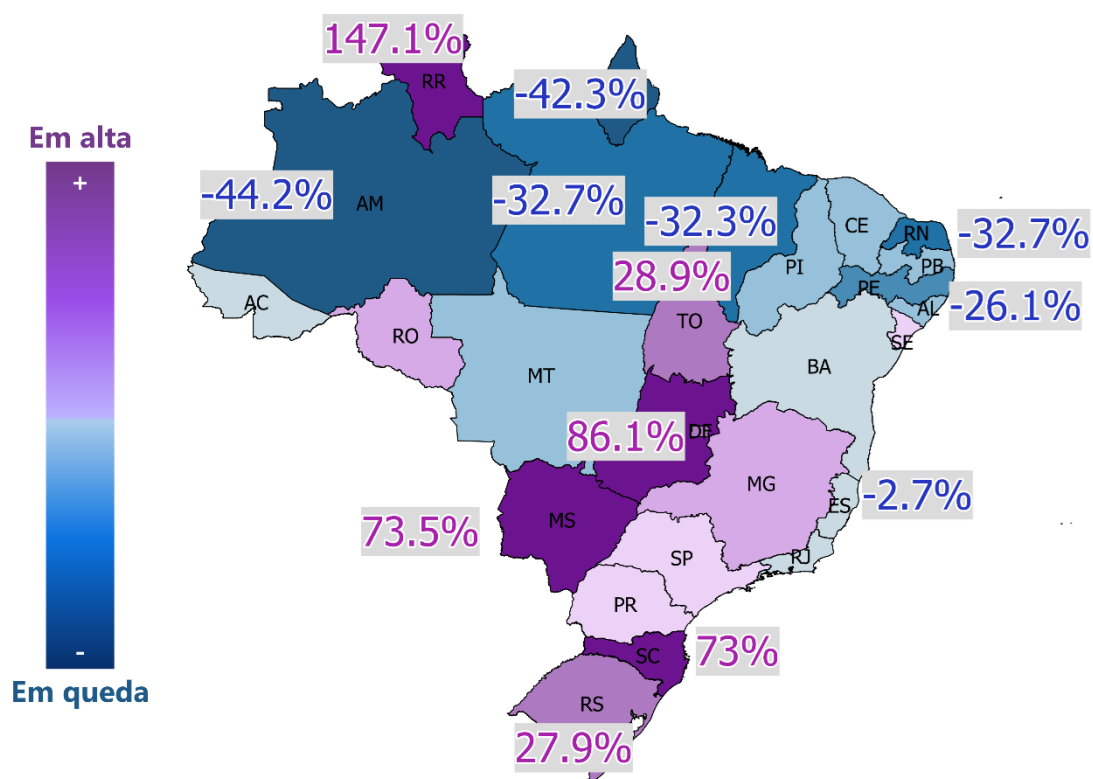 147.1%
RR
-42.3%
Em alta
+
-44.2%
AM
-32.7%
-32.3%
CE
RN
-32.7%
PI
PB
28.9%
PE
AC
AL
-26.1%
RO
TO
SE
MT
BA
86.1%
DF
MG
-2.7%
ES
MS
73.5%
SP
RJ
PR
-
SC
73%
Em queda
RS
27.9%